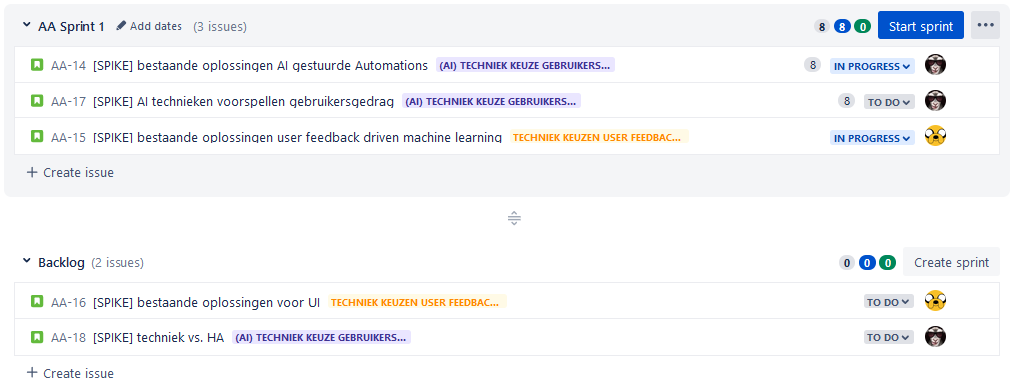 AA Sprint 1 Add dates (3 issues) 8 8 0 Start sprint
AA-14 [SPIKE] bestaande oplossingen AI gestuurde Automations (AI) TECHNIEK KEUZE GEBRUIKERS... 8 IN PROGRESS
AA-17 [SPIKE] AI technieken voorspellen gebruikersgedrag (AI) TECHNIEK KEUZE GEBRUIKERS... 8 TO DO
AA-15 [SPIKE] bestaande oplossingen user feedback driven machine learning TECHNIEK KEUZEN USER FEEDBAC... IN PROGRESS
+ Create issue
Backlog (2 issues) 0 0 0 Create sprint
AA-16 [SPIKE] bestaande oplossingen voor UI TECHNIEK KEUZEN USER FEEDBAC... TO DO
AA-18 [SPIKE] techniek vs. HA (AI) TECHNIEK KEUZE GEBRUIKERS... TO DO
+ Create issue